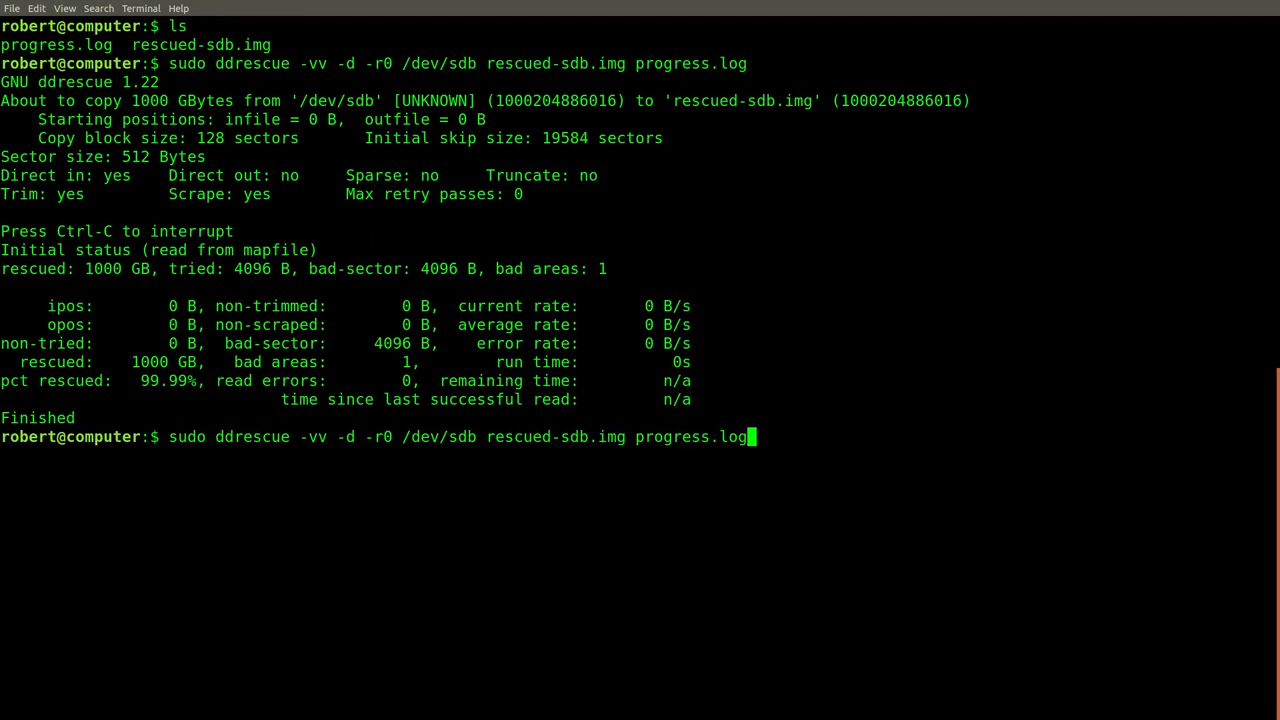 File Edit View Search Terminal Help
robert@computer:$ ls
progress.log  rescued-sdb.img
robert@computer:$ sudo ddrescue -vv -d -r0 /dev/sdb rescued-sdb.img progress.log
GNU ddrescue 1.22
About to copy 1000 GBytes from '/dev/sdb' [UNKNOWN] (1000204886016) to 'rescued-sdb.img' (1000204886016)
    Starting positions: infile = 0 B,  outfile = 0 B
    Copy block size: 128 sectors       Initial skip size: 19584 sectors
Sector size: 512 Bytes
Direct in: yes    Direct out: no     Sparse: no     Truncate: no
Trim: yes         Scrape: yes        Max retry passes: 0
Press Ctrl-C to interrupt
Initial status (read from mapfile)
rescued: 1000 GB, tried: 4096 B, bad-sector: 4096 B, bad areas: 1
     ipos:        0 B, non-trimmed:        0 B,  current rate:       0 B/s
     opos:        0 B, non-scraped:        0 B,  average rate:       0 B/s
non-tried:        0 B,  bad-sector:     4096 B,    error rate:       0 B/s
  rescued:    1000 GB,   bad areas:        1,        run time:          0s
pct rescued:   99.99%, read errors:        0,  remaining time:         n/a
                              time since last successful read:         n/a
Finished
robert@computer:$ sudo ddrescue -vv -d -r0 /dev/sdb rescued-sdb.img progress.log